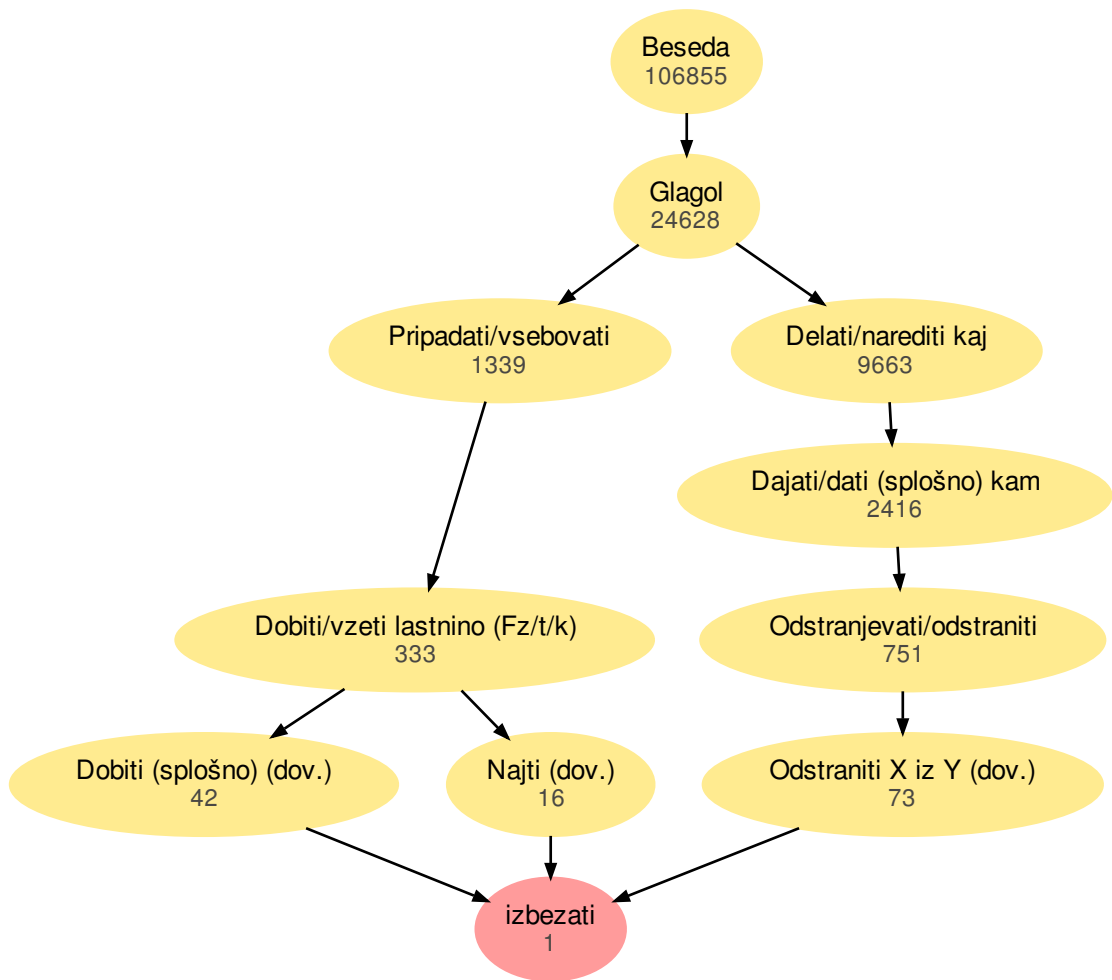 Beseda
106855
Glagol
24628
Pripadati/vsebovati
1339
Delati/narediti kaj
9663
Dajati/dati (splošno) kam
2416
Dobiti/vzeti lastnino (Fz/t/k)
333
Odstranjevati/odstraniti
751
Dobiti (splošno) (dov.)
42
Najti (dov.)
16
Odstraniti X iz Y (dov.)
73
izbezati
1